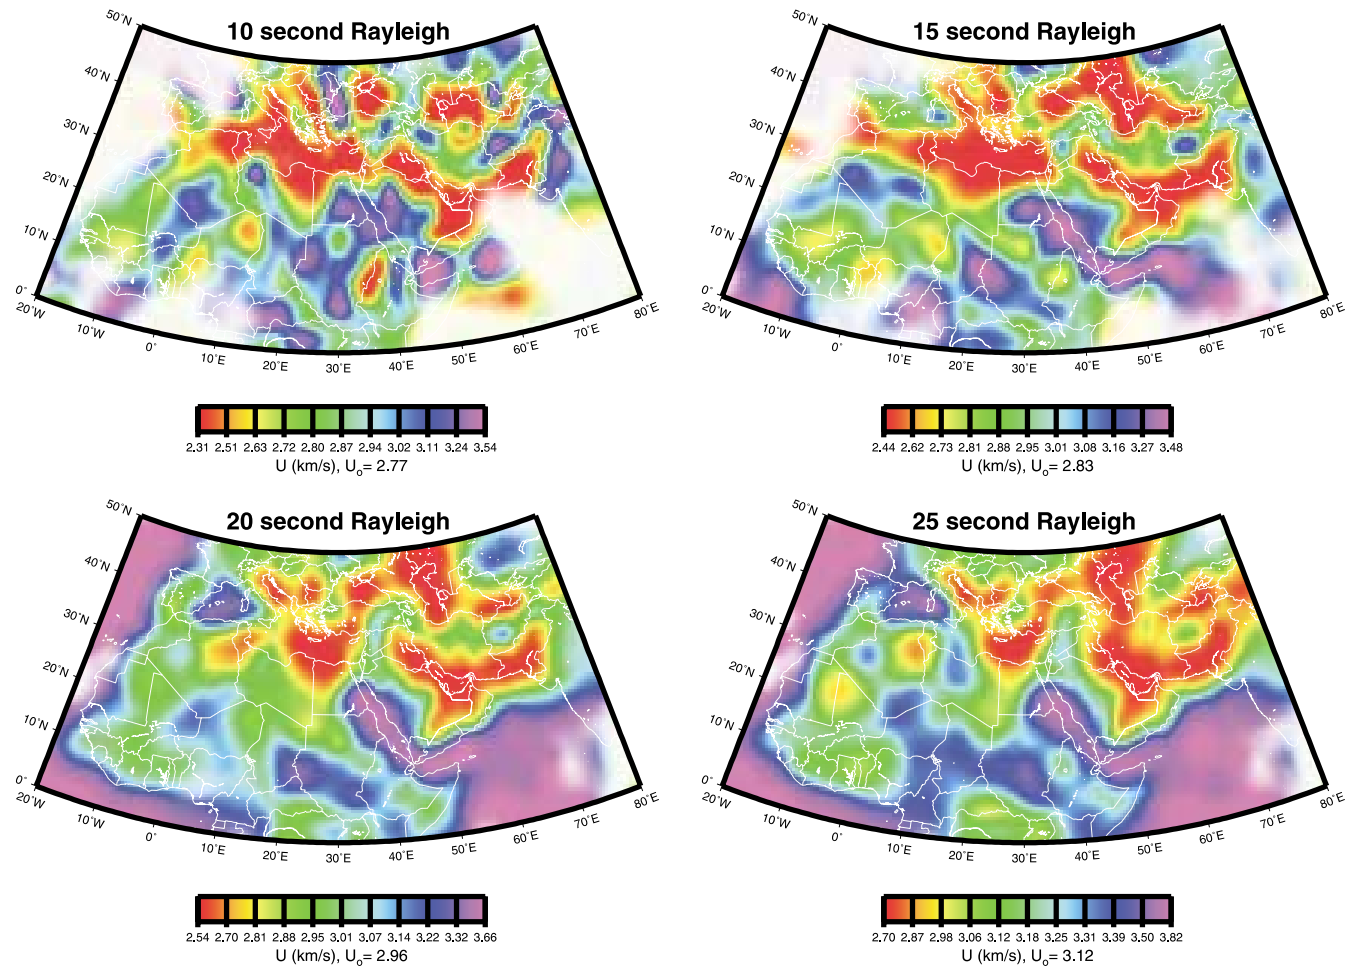 10 second Rayleigh
50°N
40°N
30°N
20°N
10°N
0°
20°W
10°W
0°
10°E
20°E
30°E
40°E
50°E
60°E
70°E
80°E
2.31 2.51 2.63 2.72 2.80 2.87 2.94 3.02 3.11 3.24 3.54
U (km/s), Uo= 2.77
15 second Rayleigh
50°N
40°N
30°N
20°N
10°N
0°
20°W
10°W
0°
10°E
20°E
30°E
40°E
50°E
60°E
70°E
80°E
2.44 2.62 2.73 2.81 2.88 2.95 3.01 3.08 3.16 3.27 3.48
U (km/s), Uo= 2.83
20 second Rayleigh
50°N
40°N
30°N
20°N
10°N
0°
20°W
10°W
0°
10°E
20°E
30°E
40°E
50°E
60°E
70°E
80°E
2.54 2.70 2.81 2.88 2.95 3.01 3.07 3.14 3.22 3.32 3.66
U (km/s), Uo= 2.96
25 second Rayleigh
50°N
40°N
30°N
20°N
10°N
0°
20°W
10°W
0°
10°E
20°E
30°E
40°E
50°E
60°E
70°E
80°E
2.70 2.87 2.98 3.06 3.12 3.18 3.25 3.31 3.39 3.50 3.82
U (km/s), Uo= 3.12